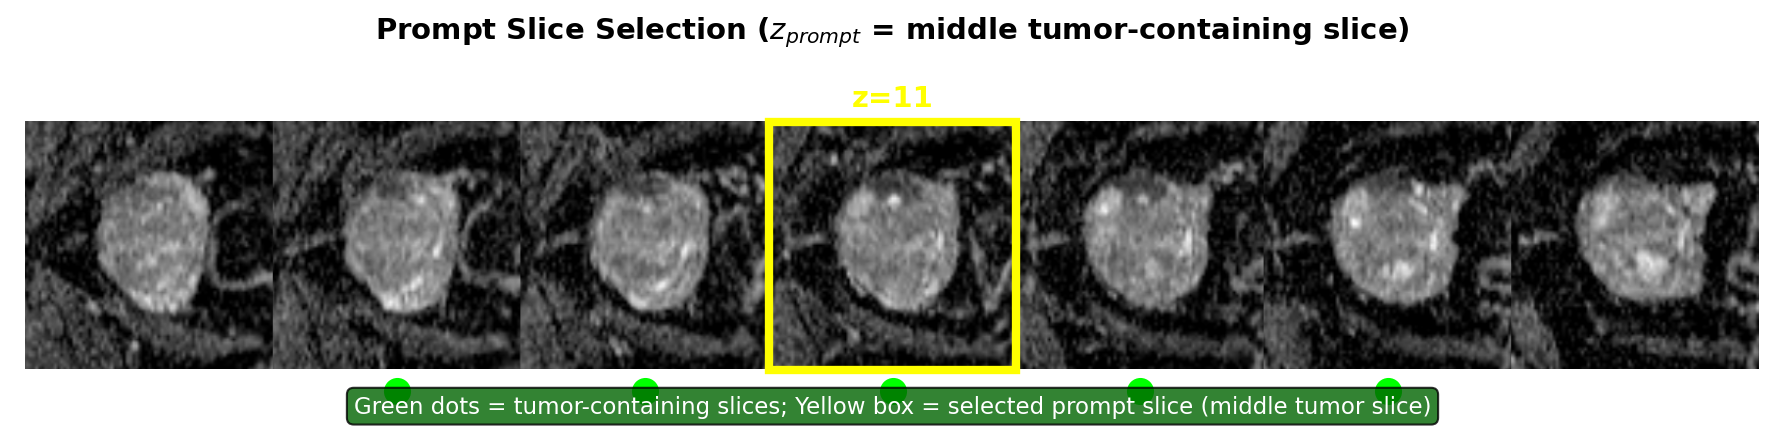 Prompt Slice Selection (z_prompt = middle tumor-containing slice)
z=11
Green dots = tumor-containing slices; Yellow box = selected prompt slice (middle tumor slice)